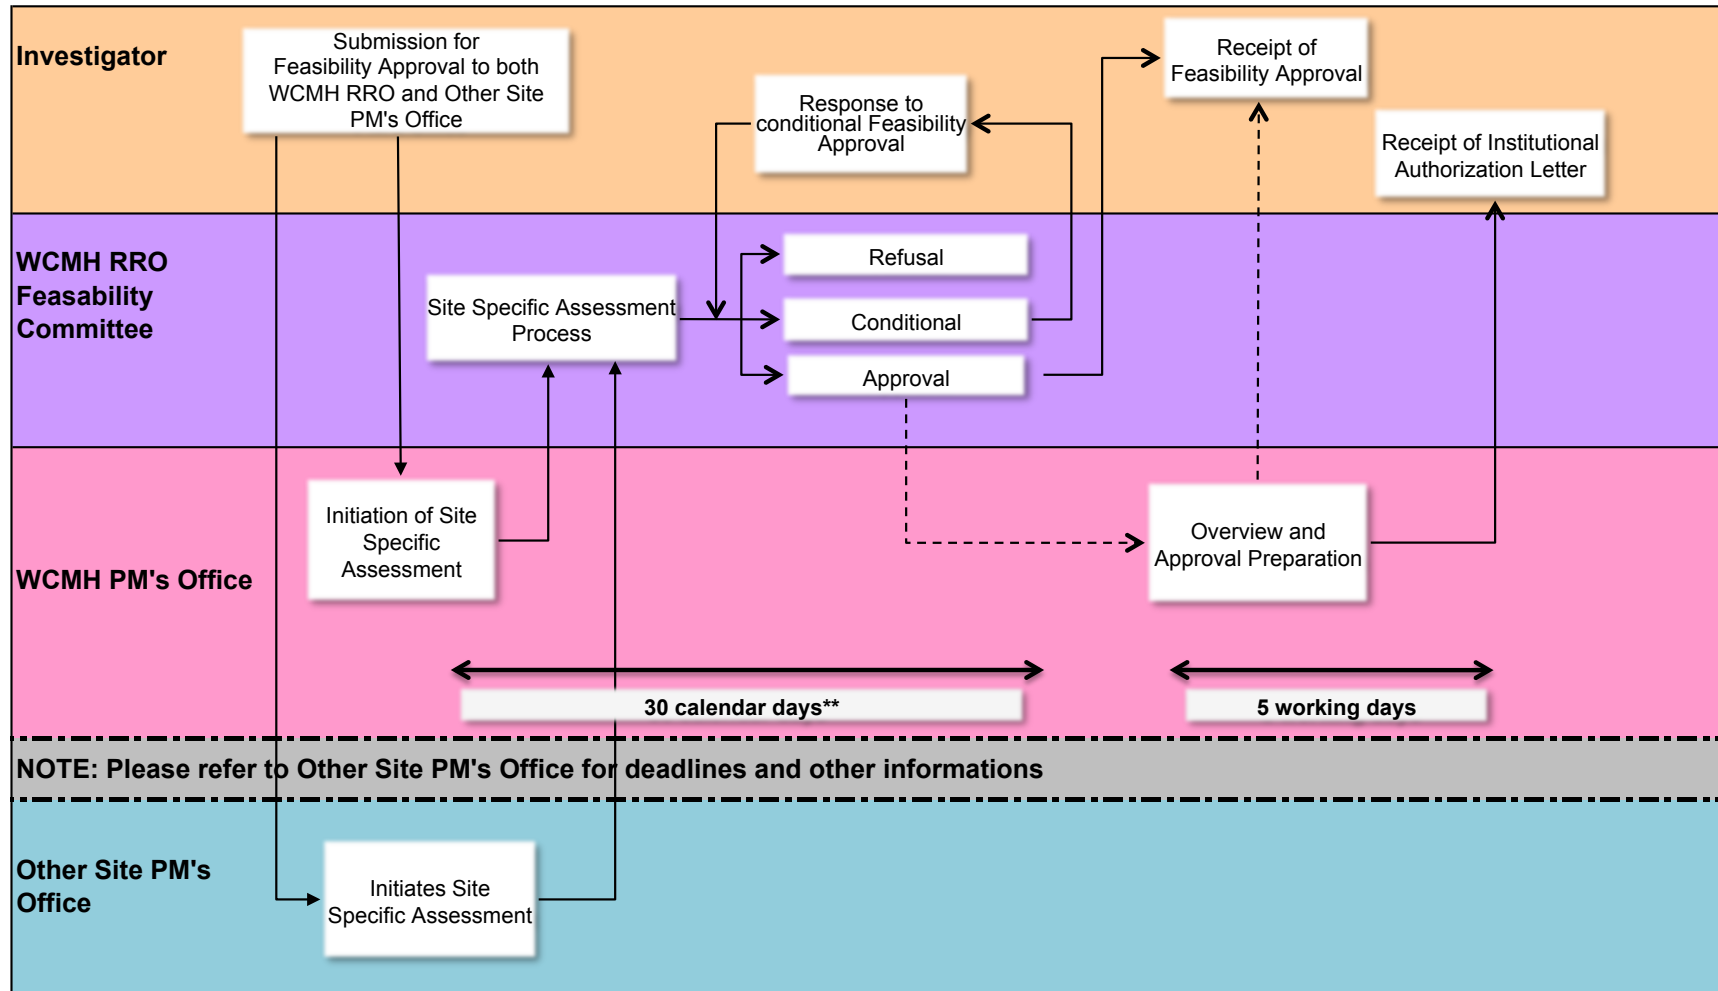 Investigator
Submission for
Feasibility Approval to both
WCMH RRO and Other Site
PM's Office
Response to
conditional Feasibility
Approval
Receipt of
Feasibility Approval
Receipt of Institutional
Authorization Letter
WCMH RRO
Feasability
Committee
Site Specific Assessment
Process
Refusal
Conditional
Approval
WCMH PM's Office
Initiation of Site
Specific
Assessment
Overview and
Approval Preparation
30 calendar days**
5 working days
NOTE: Please refer to Other Site PM's Office for deadlines and other informations
Other Site PM's
Office
Initiates Site
Specific Assessment